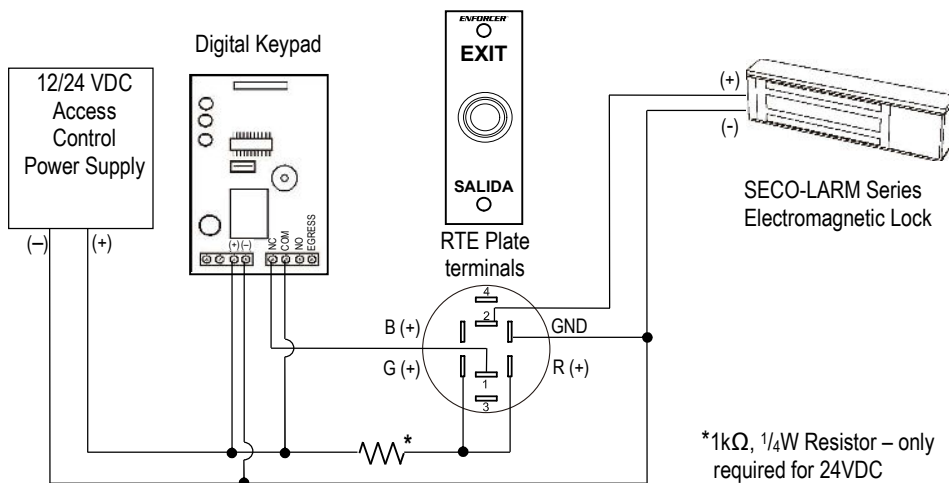 12/24 VDC
Access
Control
Power Supply
(–)
(+)
Digital Keypad
(+)
(–)
NC
COM
NO
EGRESS
ENFORCER®
EXIT
SALIDA
RTE Plate
terminals
4
2
1
3
B (+)
G (+)
GND
R (+)
(+)
(-)
SECO-LARM Series
Electromagnetic Lock
*
*1kΩ, 1/4W Resistor – only
required for 24VDC